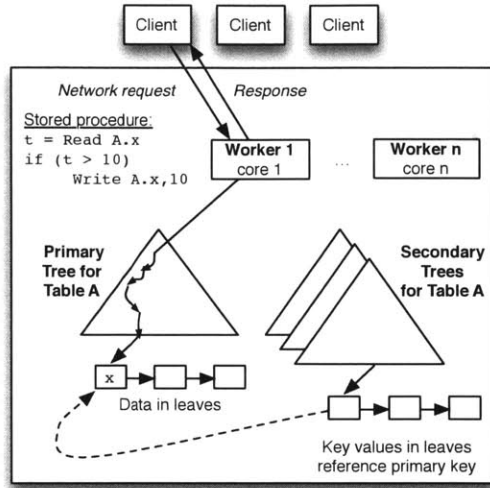 Client
Client
Client
Network request
Response
Stored procedure:
t = Read A.x
if (t > 10)
Write A.x,10
Worker 1
core 1
...
Worker n
core n
Primary
Tree for
Table A
Secondary
Trees
for Table A
x
Data in leaves
Key values in leaves
reference primary key